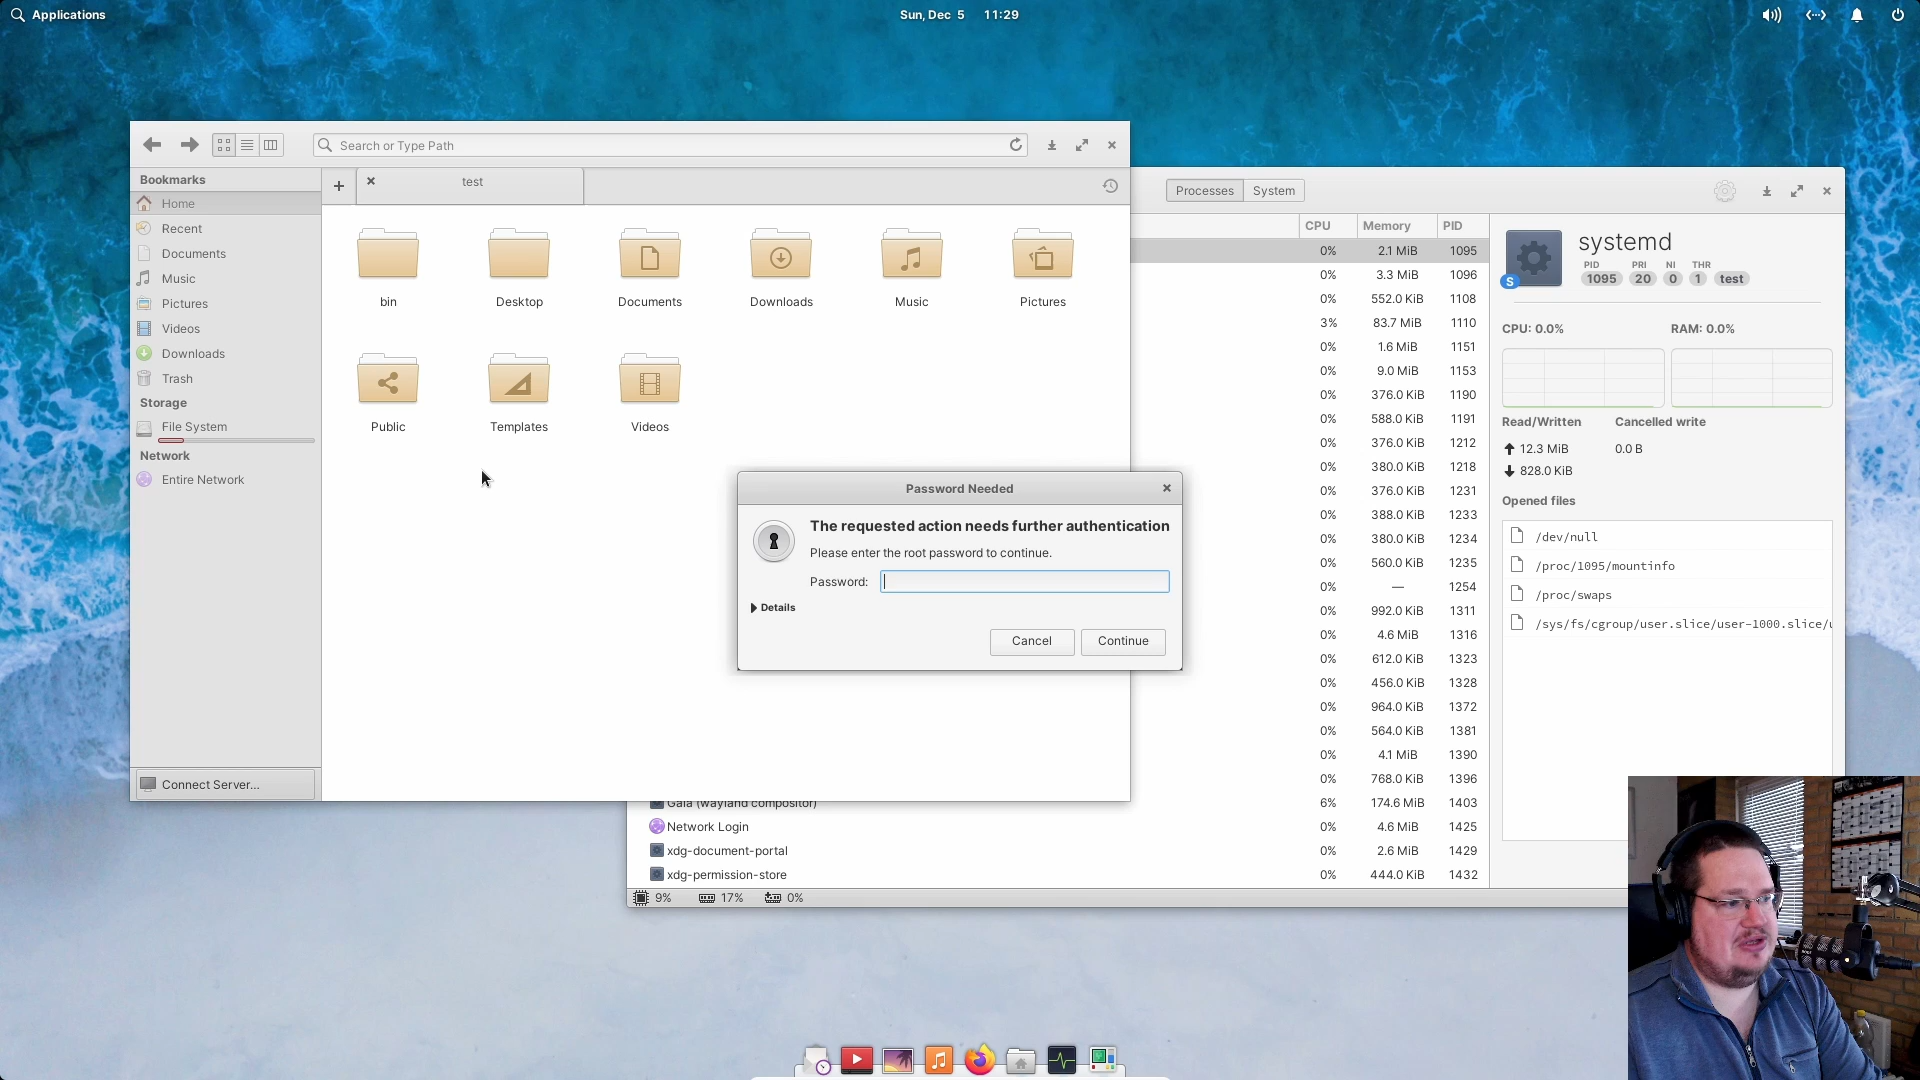 Applications
Sun, Dec 5 11:29
Search or Type Path
Bookmarks
Home
Recent
Documents
Music
Pictures
Videos
Downloads
Trash
Storage
File System
Network
Entire Network
Connect Server...
test
bin
Desktop
Documents
Downloads
Music
Pictures
Public
Templates
Videos
Password Needed
The requested action needs further authentication
Please enter the root password to continue.
Password:
Details
Cancel
Continue
Processes
System
CPU Memory PID
0% 2.1 MiB 1095
0% 3.3 MiB 1096
0% 552.0 KiB 1108
3% 83.7 MiB 1110
0% 1.6 MiB 1151
0% 9.0 MiB 1153
0% 376.0 KiB 1190
0% 588.0 KiB 1191
0% 376.0 KiB 1212
0% 380.0 KiB 1218
0% 376.0 KiB 1231
0% 388.0 KiB 1233
0% 380.0 KiB 1234
0% 560.0 KiB 1235
0% — 1254
0% 992.0 KiB 1311
0% 4.6 MiB 1316
0% 612.0 KiB 1323
0% 456.0 KiB 1328
0% 964.0 KiB 1372
0% 564.0 KiB 1381
0% 4.1 MiB 1390
0% 768.0 KiB 1396
Gala (wayland compositor) 6% 174.6 MiB 1403
Network Login 0% 4.6 MiB 1425
xdg-document-portal 0% 2.6 MiB 1429
xdg-permission-store 0% 444.0 KiB 1432
9% 17% 0%
systemd
S
PID PRI NI THR
1095 20 0 1 test
CPU: 0.0% RAM: 0.0%
Read/Written Cancelled write
12.3 MiB 0.0 B
828.0 KiB
Opened files
/dev/null
/proc/1095/mountinfo
/proc/swaps
/sys/fs/cgroup/user.slice/user-1000.slice/